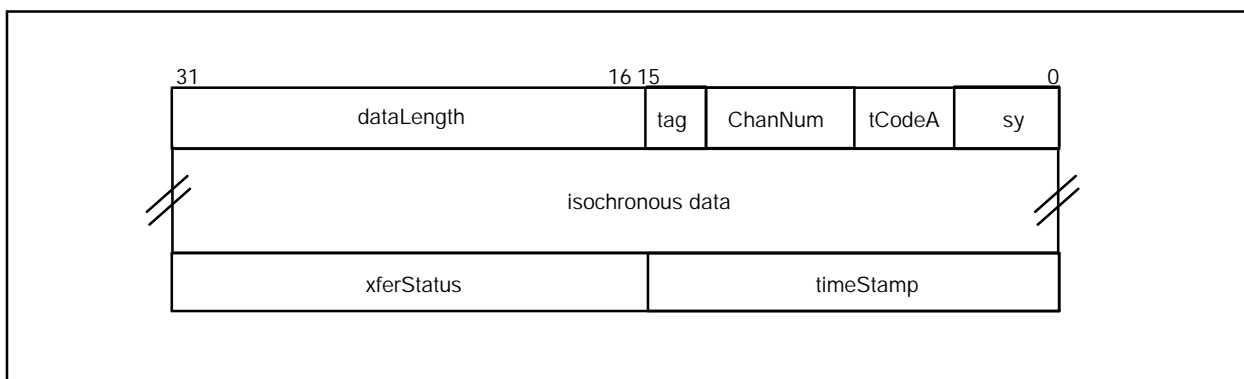 31 16 15 0
dataLength tag ChanNum tCodeA sy
isochronous data
xferStatus timeStamp